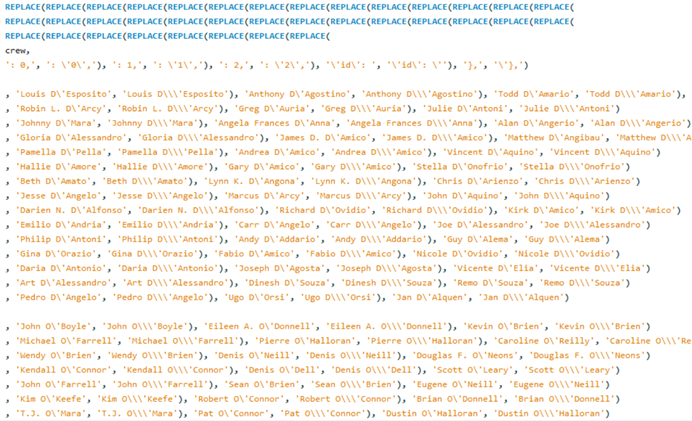 REPLACE(REPLACE(REPLACE(REPLACE(REPLACE(REPLACE(REPLACE(REPLACE(REPLACE(REPLACE(REPLACE(REPLACE(REPLACE(REPLACE(REPLACE(REPLACE(
REPLACE(REPLACE(REPLACE(REPLACE(REPLACE(REPLACE(REPLACE(REPLACE(REPLACE(REPLACE(REPLACE(REPLACE(REPLACE(REPLACE(REPLACE(REPLACE(
REPLACE(REPLACE(REPLACE(REPLACE(REPLACE(REPLACE(REPLACE(REPLACE(REPLACE(
crew,
': 0,', ': \'0\','), ': 1,', ': \'1\','), ': 2,', ': \'2\','), '\'id\': ', '\'id\': \''), '},', '\'},')
, 'Louis D\'Esposito', 'Louis D\\\'Esposito'), 'Anthony D\'Agostino', 'Anthony D\\\'Agostino'), 'Todd D\'Amario', 'Todd D\\\'Amario')
, 'Robin L. D\'Arcy', 'Robin L. D\\\'Arcy'), 'Greg D\'Auria', 'Greg D\\\'Auria'), 'Julie D\'Antoni', 'Julie D\\\'Antoni')
, 'Johnny D\'Mara', 'Johnny D\\\'Mara'), 'Angela Frances D\'Anna', 'Angela Frances D\\\'Anna'), 'Alan D\'Angerio', 'Alan D\\\'Angerio')
, 'Gloria D\'Alessandro', 'Gloria D\\\'Alessandro'), 'James D. D\'Amico', 'James D. D\\\'Amico'), 'Matthew D\'Angibau', 'Matthew D\\\'A
, 'Pamella D\'Pella', 'Pamella D\\\'Pella'), 'Andrea D\'Amico', 'Andrea D\\\'Amico'), 'Vincent D\'Aquino', 'Vincent D\\\'Aquino')
, 'Hallie D\'Amore', 'Hallie D\\\'Amore'), 'Gary D\'Amico', 'Gary D\\\'Amico'), 'Stella D\'Onofrio', 'Stella D\\\'Onofrio')
, 'Beth D\'Amato', 'Beth D\\\'Amato'), 'Lynn K. D\'Angona', 'Lynn K. D\\\'Angona'), 'Chris D\'Arienzo', 'Chris D\\\'Arienzo')
, 'Jesse D\'Angelo', 'Jesse D\\\'Angelo'), 'Marcus D\'Arcy', 'Marcus D\\\'Arcy'), 'John D\'Aquino', 'John D\\\'Aquino')
, 'Darien N. D\'Alfonso', 'Darien N. D\\\'Alfonso'), 'Richard D\'Ovidio', 'Richard D\\\'Ovidio'), 'Kirk D\'Amico', 'Kirk D\\\'Amico')
, 'Emilio D\'Andria', 'Emilio D\\\'Andria'), 'Carr D\'Angelo', 'Carr D\\\'Angelo'), 'Joe D\'Alessandro', 'Joe D\\\'Alessandro')
, 'Philip D\'Antoni', 'Philip D\\\'Antoni'), 'Andy D\'Addario', 'Andy D\\\'Addario'), 'Guy D\'Alema', 'Guy D\\\'Alema')
, 'Gina D\'Orazio', 'Gina D\\\'Orazio'), 'Fabio D\'Amico', 'Fabio D\\\'Amico'), 'Nicole D\'Ovidio', 'Nicole D\\\'Ovidio')
, 'Daria D\'Antonio', 'Daria D\\\'Antonio'), 'Joseph D\'Agosta', 'Joseph D\\\'Agosta'), 'Vicente D\'Elia', 'Vicente D\\\'Elia')
, 'Art D\'Alessandro', 'Art D\\\'Alessandro'), 'Dinesh D\'Souza', 'Dinesh D\\\'Souza'), 'Remo D\'Souza', 'Remo D\\\'Souza')
, 'Pedro D\'Angelo', 'Pedro D\\\'Angelo'), 'Ugo D\'Orsi', 'Ugo D\\\'Orsi'), 'Jan D\'Alquen', 'Jan D\\\'Alquen')
, 'John O\'Boyle', 'John O\\\'Boyle'), 'Eileen A. O\'Donnell', 'Eileen A. O\\\'Donnell'), 'Kevin O\'Brien', 'Kevin O\\\'Brien')
, 'Michael O\'Farrell', 'Michael O\\\'Farrell'), 'Pierre O\'Halloran', 'Pierre O\\\'Halloran'), 'Caroline O\'Reilly', 'Caroline O\\\'Re
, 'Wendy O\'Brien', 'Wendy O\\\'Brien'), 'Denis O\'Neill', 'Denis O\\\'Neill'), 'Douglas F. O\'Neons', 'Douglas F. O\\\'Neons')
, 'Kendall O\'Connor', 'Kendall O\\\'Connor'), 'Denis O\'Dell', 'Denis O\\\'Dell'), 'Scott O\'Leary', 'Scott O\\\'Leary')
, 'John O\'Farrell', 'John O\\\'Farrell'), 'Sean O\'Brien', 'Sean O\\\'Brien'), 'Eugene O\'Neill', 'Eugene O\\\'Neill')
, 'Kim O\'Keefe', 'Kim O\\\'Keefe'), 'Robert O\'Connor', 'Robert O\\\'Connor'), 'Brian O\'Donnell', 'Brian O\\\'Donnell')
, 'T.J. O\'Mara', 'T.J. O\\\'Mara'), 'Pat O\'Connor', 'Pat O\\\'Connor'), 'Dustin O\'Halloran', 'Dustin O\\\'Halloran')